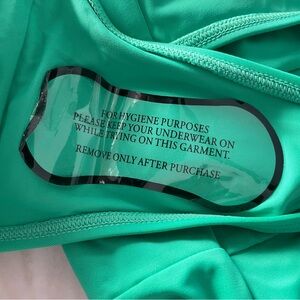 FOR HYGIENE PURPOSES
PLEASE KEEP YOUR UNDERWEAR ON
WHILE TRYING ON THIS GARMENT.
REMOVE ONLY AFTER PURCHASE